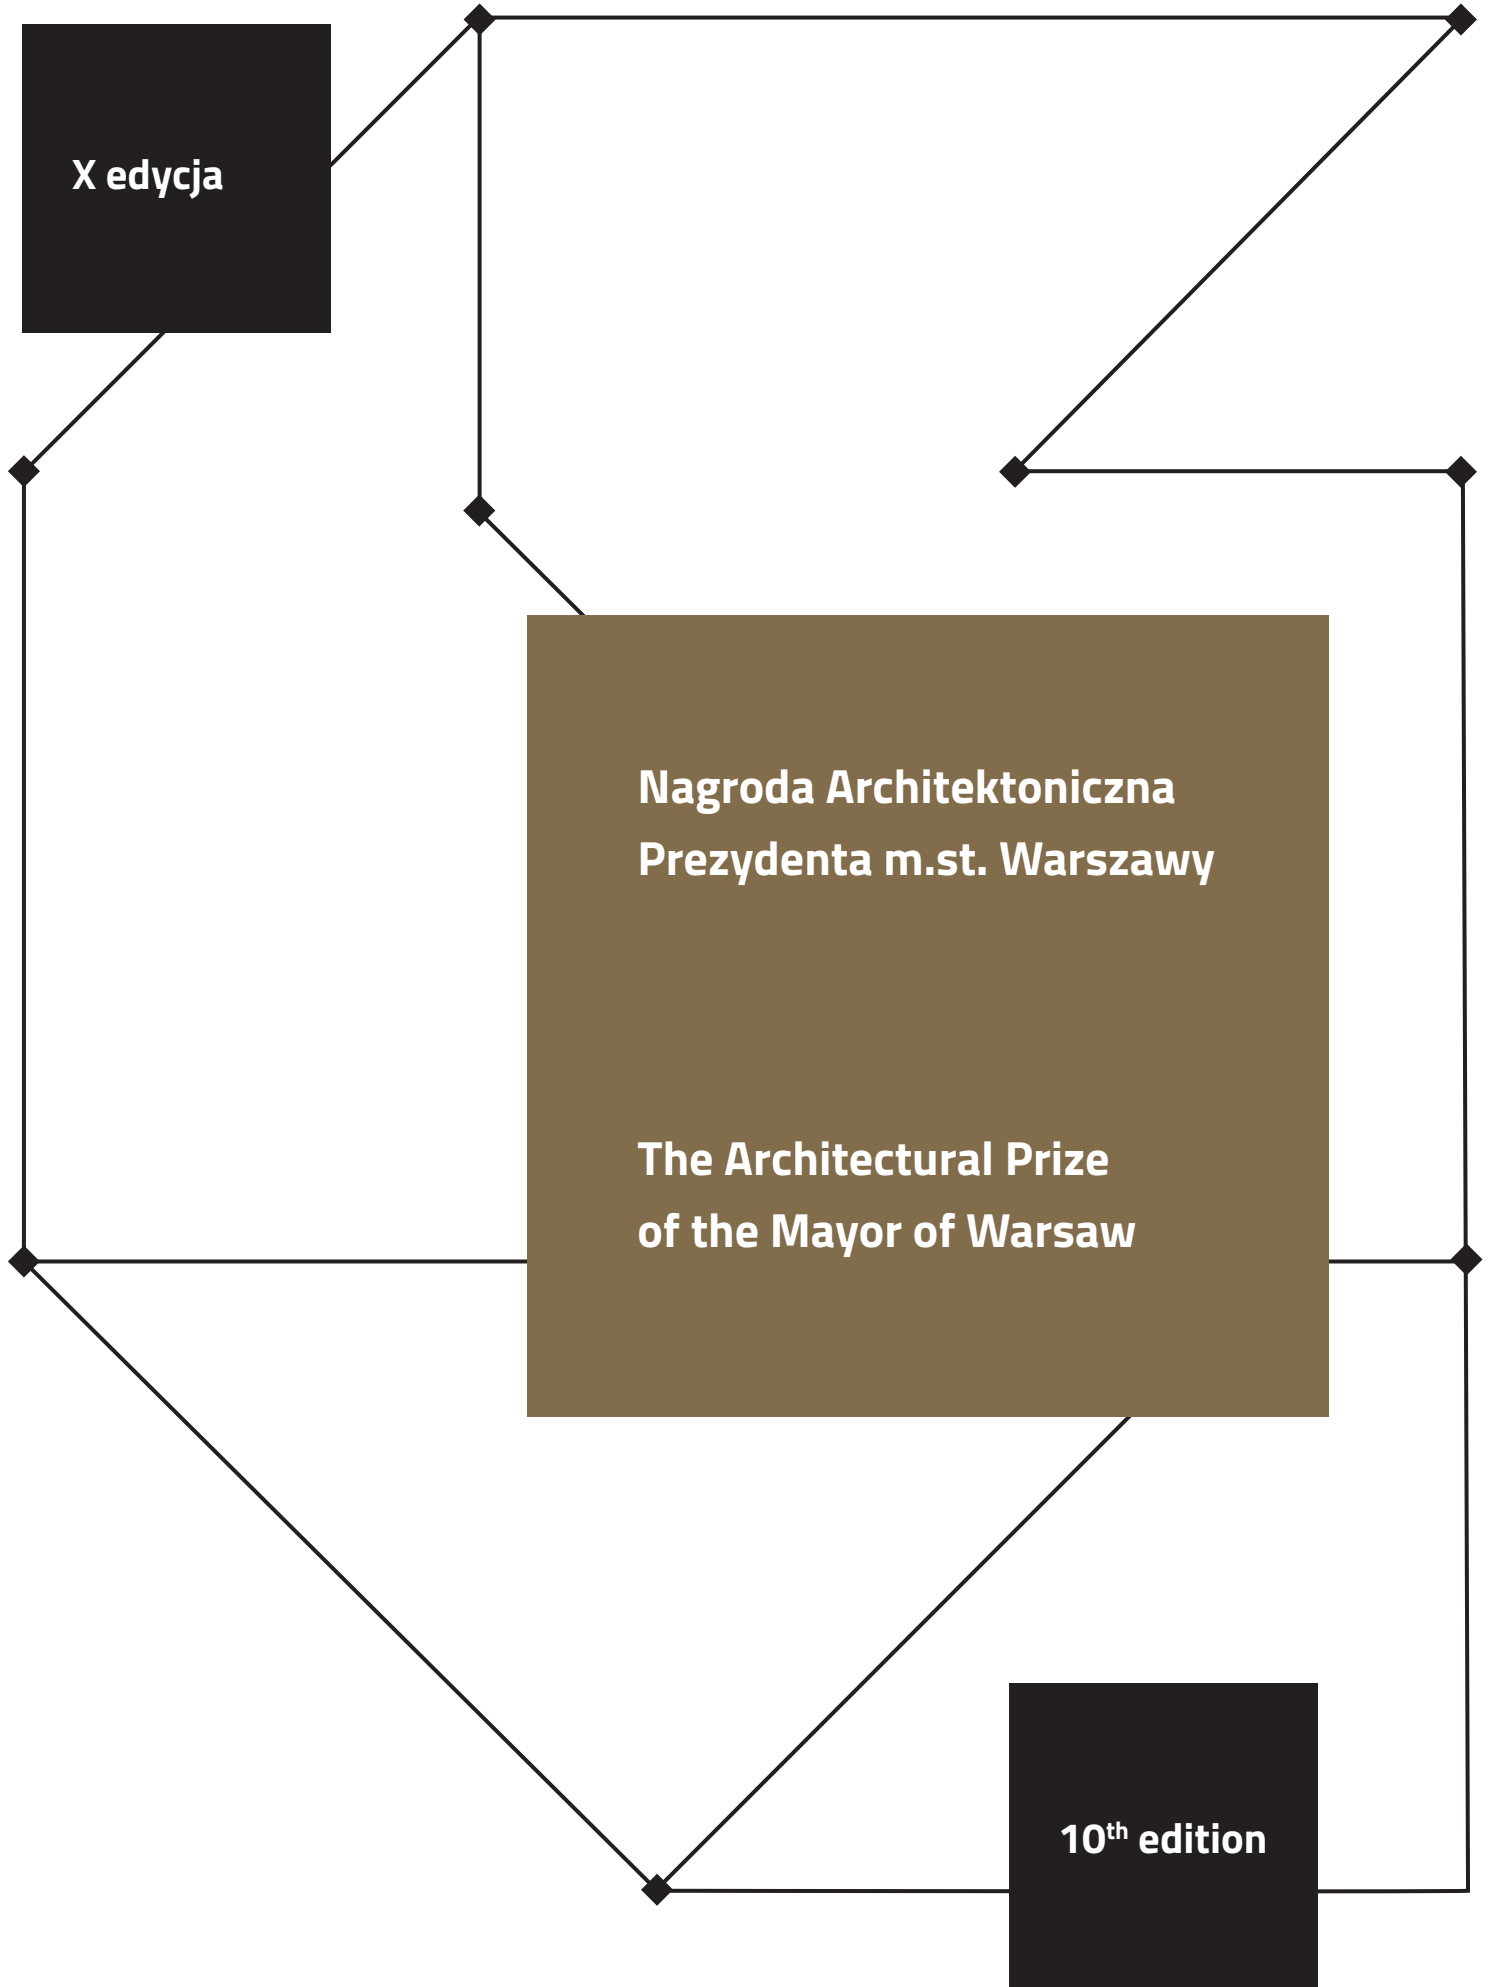 X edycja
Nagroda Architektoniczna
Prezydenta m.st. Warszawy
The Architectural Prize
of the Mayor of Warsaw
10th edition